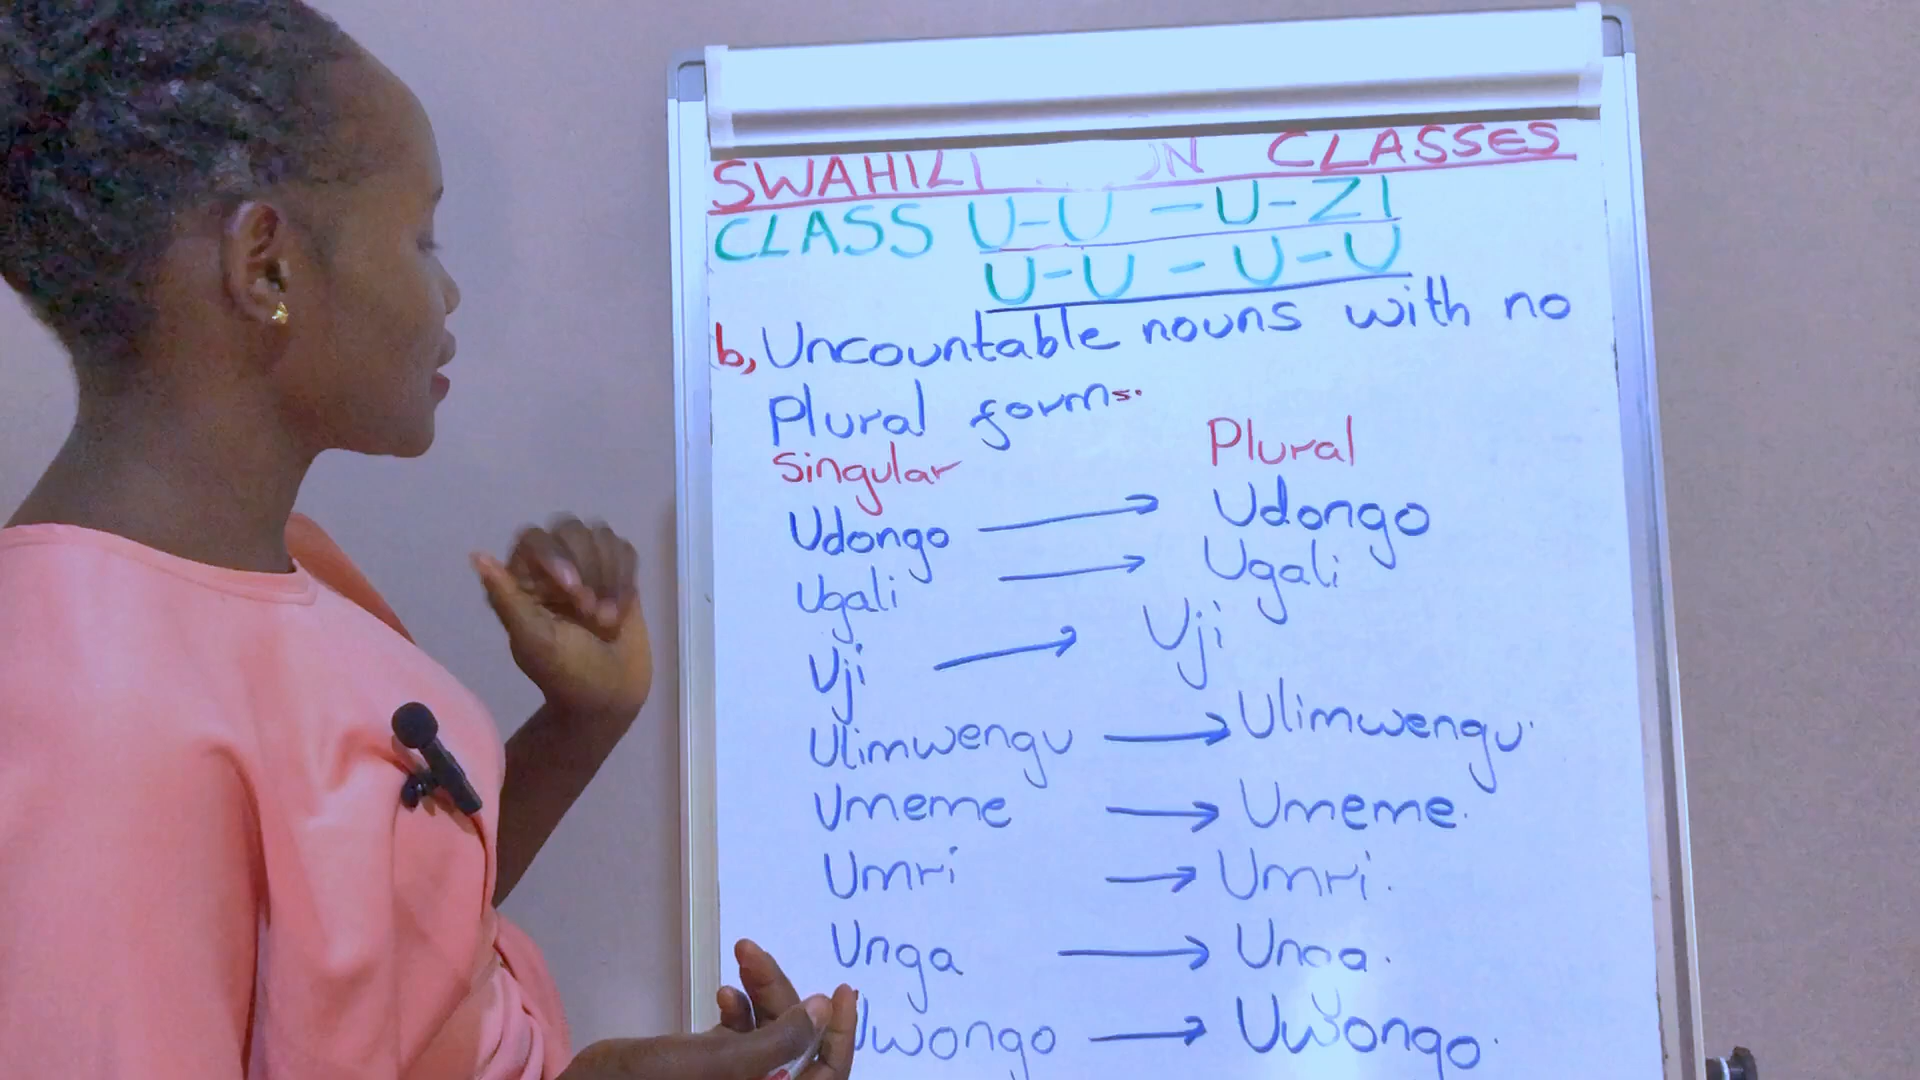 SWAHILI CLASSES
CLASS U-U - U-ZI
U-U - U-U
b, Uncountable nouns with no
Plural forms.
Singular Plural
Udongo → Udongo
Ugali → Ugali
Uji → Uji
Ulimwengu → Ulimwengu.
Umeme → Umeme.
Umri → Umri.
Unga → Unga.
Uwongo → Uwongo.